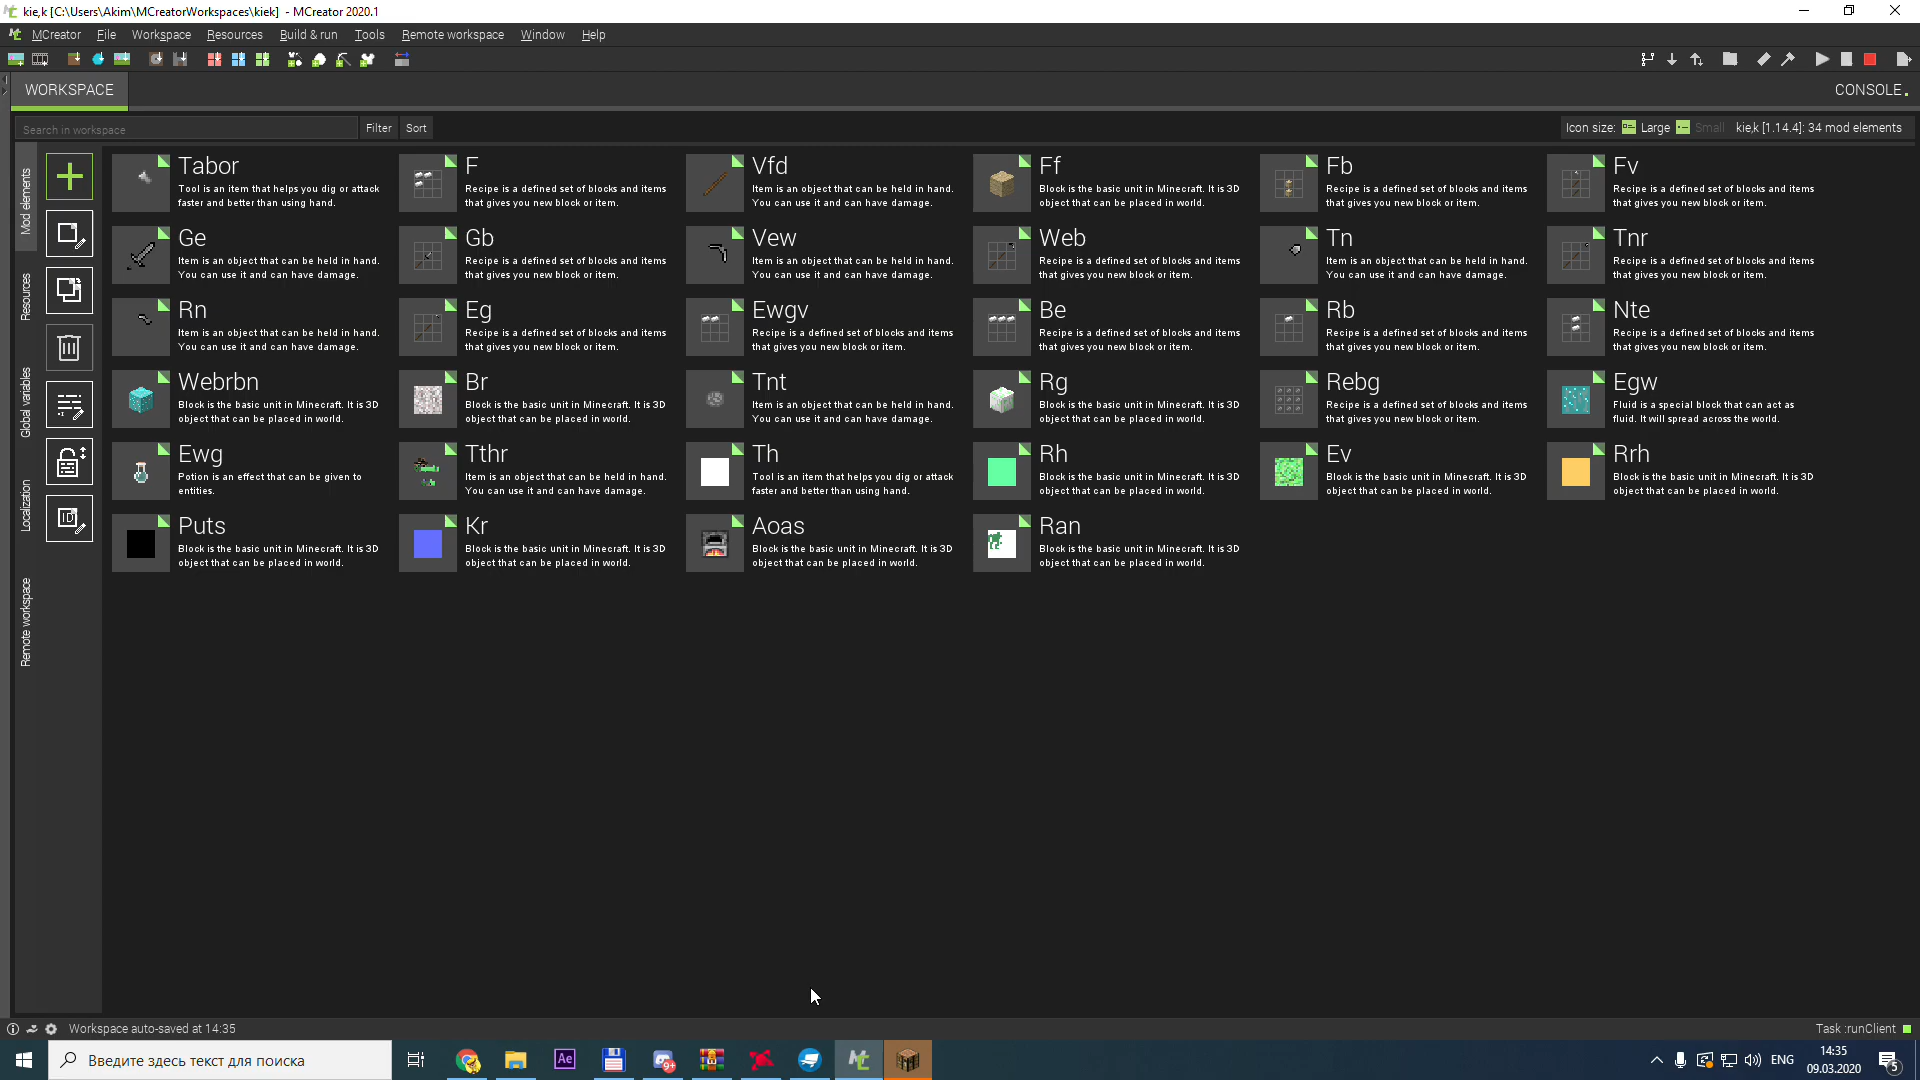 kie,k [C:\Users\Akim\MCreatorWorkspaces\kiek] - MCreator 2020.1
MCreator File Workspace Resources Build & run Tools Remote workspace Window Help
WORKSPACE
CONSOLE.
Search in workspace
Filter
Sort
Icon size: Large Small kie,k [1.14.4]: 34 mod elements
Mod elements
Resources
Global variables
Localization
Remote workspace
Tabor
Tool is an item that helps you dig or attack
faster and better than using hand.
F
Recipe is a defined set of blocks and items
that gives you new block or item.
Vfd
Item is an object that can be held in hand.
You can use it and can have damage.
Ff
Block is the basic unit in Minecraft. It is 3D
object that can be placed in world.
Fb
Recipe is a defined set of blocks and items
that gives you new block or item.
Fv
Recipe is a defined set of blocks and items
that gives you new block or item.
Ge
Item is an object that can be held in hand.
You can use it and can have damage.
Gb
Recipe is a defined set of blocks and items
that gives you new block or item.
Vew
Item is an object that can be held in hand.
You can use it and can have damage.
Web
Recipe is a defined set of blocks and items
that gives you new block or item.
Tn
Item is an object that can be held in hand.
You can use it and can have damage.
Tnr
Recipe is a defined set of blocks and items
that gives you new block or item.
Rn
Item is an object that can be held in hand.
You can use it and can have damage.
Eg
Recipe is a defined set of blocks and items
that gives you new block or item.
Ewgv
Recipe is a defined set of blocks and items
that gives you new block or item.
Be
Recipe is a defined set of blocks and items
that gives you new block or item.
Rb
Recipe is a defined set of blocks and items
that gives you new block or item.
Nte
Recipe is a defined set of blocks and items
that gives you new block or item.
Webrbn
Block is the basic unit in Minecraft. It is 3D
object that can be placed in world.
Br
Block is the basic unit in Minecraft. It is 3D
object that can be placed in world.
Tnt
Item is an object that can be held in hand.
You can use it and can have damage.
Rg
Block is the basic unit in Minecraft. It is 3D
object that can be placed in world.
Rebg
Recipe is a defined set of blocks and items
that gives you new block or item.
Egw
Fluid is a special block that can act as
fluid. It will spread across the world.
Ewg
Potion is an effect that can be given to
entities.
Tthr
Item is an object that can be held in hand.
You can use it and can have damage.
Th
Tool is an item that helps you dig or attack
faster and better than using hand.
Rh
Block is the basic unit in Minecraft. It is 3D
object that can be placed in world.
Ev
Block is the basic unit in Minecraft. It is 3D
object that can be placed in world.
Rrh
Block is the basic unit in Minecraft. It is 3D
object that can be placed in world.
Puts
Block is the basic unit in Minecraft. It is 3D
object that can be placed in world.
Kr
Block is the basic unit in Minecraft. It is 3D
object that can be placed in world.
Aoas
Block is the basic unit in Minecraft. It is 3D
object that can be placed in world.
Ran
Block is the basic unit in Minecraft. It is 3D
object that can be placed in world.
Workspace auto-saved at 14:35
Task :runClient
Введите здесь текст для поиска
Ae
9+
ENG
14:35
09.03.2020
5